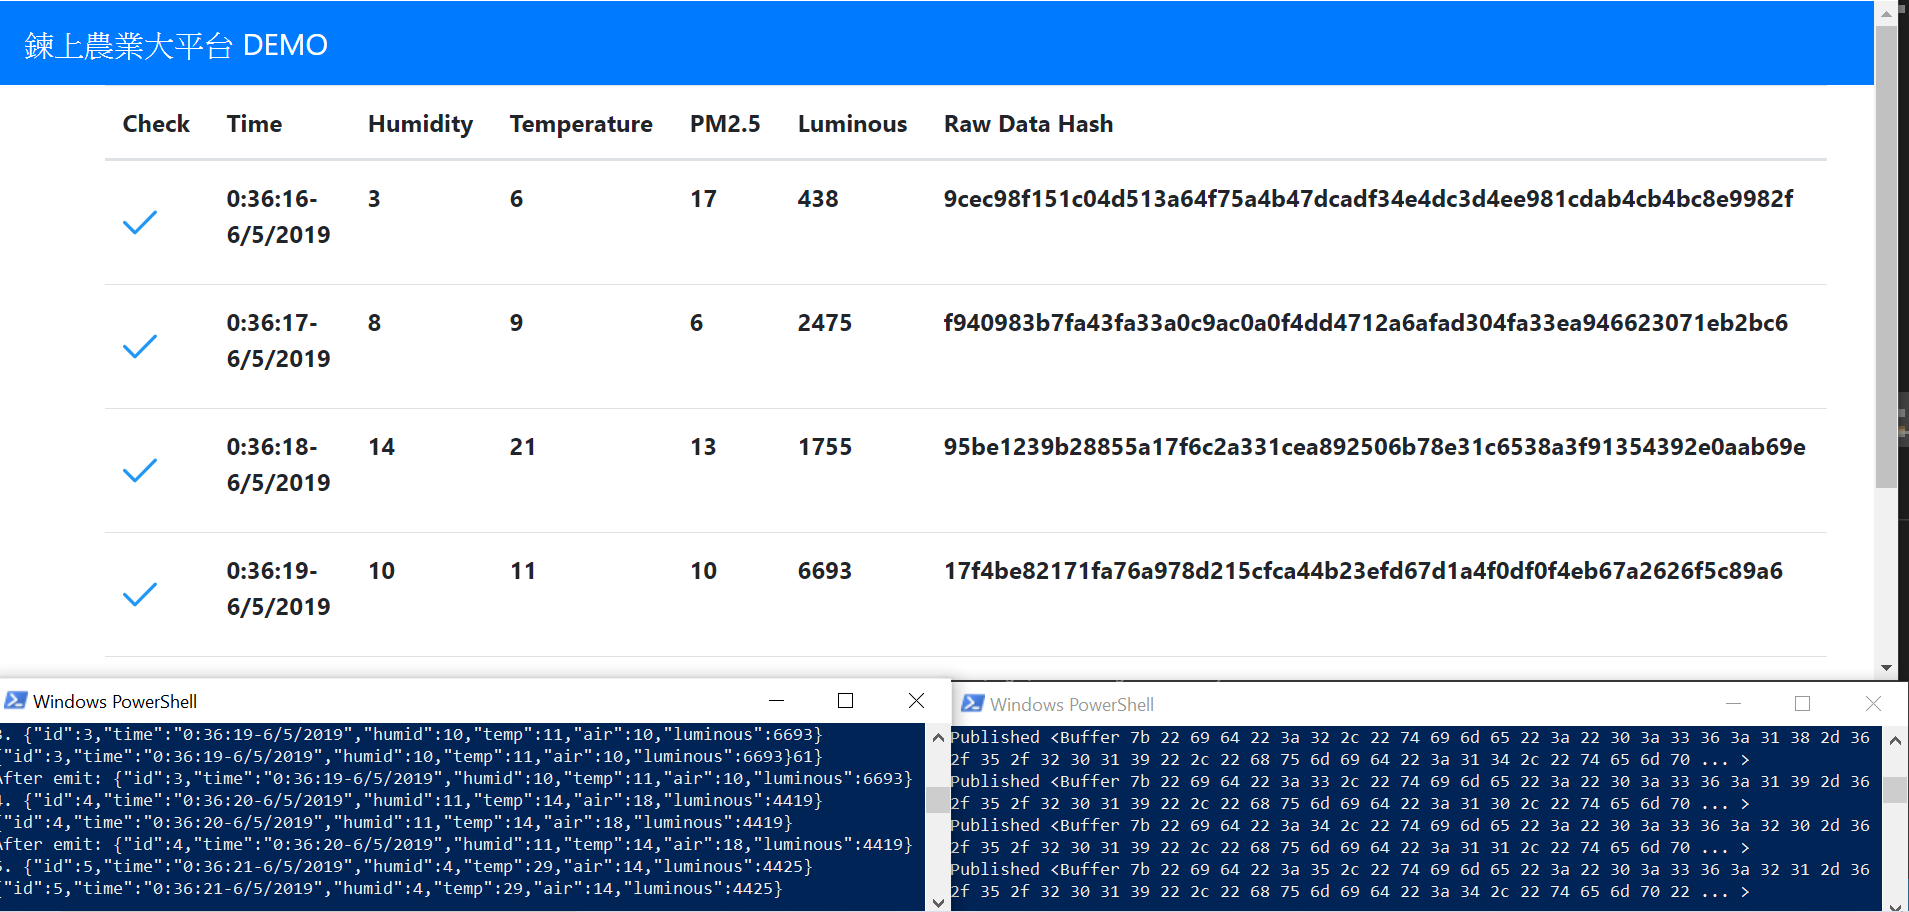 鍊上農業大平台 DEMO
Check Time Humidity Temperature PM2.5 Luminous Raw Data Hash
0:36:16- 3 6 17 438 9cec98f151c04d513a64f75a4b47dcadf34e4dc3d4ee981cdab4cb4bc8e9982f
6/5/2019
0:36:17- 8 9 6 2475 f940983b7fa43fa33a0c9ac0a0f4dd4712a6afad304fa33ea946623071eb2bc6
6/5/2019
0:36:18- 14 21 13 1755 95be1239b28855a17f6c2a331cea892506b78e31c6538a3f91354392e0aab69e
6/5/2019
0:36:19- 10 11 10 6693 17f4be82171fa76a978d215cfca44b23efd67d1a4f0df0f4eb67a2626f5c89a6
6/5/2019
Windows PowerShell
3. {"id":3,"time":"0:36:19-6/5/2019","humid":10,"temp":11,"air":10,"luminous":6693}
{"id":3,"time":"0:36:19-6/5/2019","humid":10,"temp":11,"air":10,"luminous":6693}61}
After emit: {"id":3,"time":"0:36:19-6/5/2019","humid":10,"temp":11,"air":10,"luminous":6693}
4. {"id":4,"time":"0:36:20-6/5/2019","humid":11,"temp":14,"air":18,"luminous":4419}
{"id":4,"time":"0:36:20-6/5/2019","humid":11,"temp":14,"air":18,"luminous":4419}
After emit: {"id":4,"time":"0:36:20-6/5/2019","humid":11,"temp":14,"air":18,"luminous":4419}
5. {"id":5,"time":"0:36:21-6/5/2019","humid":4,"temp":29,"air":14,"luminous":4425}
{"id":5,"time":"0:36:21-6/5/2019","humid":4,"temp":29,"air":14,"luminous":4425}
Windows PowerShell
Published <Buffer 7b 22 69 64 22 3a 32 2c 22 74 69 6d 65 22 3a 22 30 3a 33 36 3a 31 38 2d 36
2f 35 2f 32 30 31 39 22 2c 22 68 75 6d 69 64 22 3a 31 34 2c 22 74 65 6d 70 ... >
Published <Buffer 7b 22 69 64 22 3a 33 2c 22 74 69 6d 65 22 3a 22 30 3a 33 36 3a 31 39 2d 36
2f 35 2f 32 30 31 39 22 2c 22 68 75 6d 69 64 22 3a 31 30 2c 22 74 65 6d 70 ... >
Published <Buffer 7b 22 69 64 22 3a 34 2c 22 74 69 6d 65 22 3a 22 30 3a 33 36 3a 32 30 2d 36
2f 35 2f 32 30 31 39 22 2c 22 68 75 6d 69 64 22 3a 31 31 2c 22 74 65 6d 70 ... >
Published <Buffer 7b 22 69 64 22 3a 35 2c 22 74 69 6d 65 22 3a 22 30 3a 33 36 3a 32 31 2d 36
2f 35 2f 32 30 31 39 22 2c 22 68 75 6d 69 64 22 3a 34 2c 22 74 65 6d 70 22 ... >